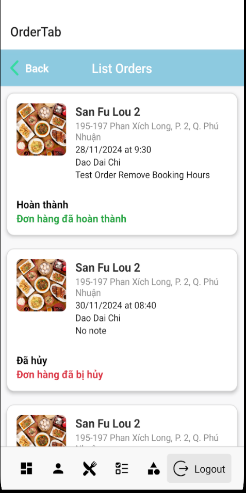 OrderTab
Back
List Orders
San Fu Lou 2
195-197 Phan Xích Long, P. 2, Q. Phú
Nhuận
28/11/2024 at 9:30
Dao Dai Chi
Test Order Remove Booking Hours
Hoàn thành
Đơn hàng đã hoàn thành
San Fu Lou 2
195-197 Phan Xích Long, P. 2, Q. Phú
Nhuận
30/11/2024 at 08:40
Dao Dai Chi
No note
Đã hủy
Đơn hàng đã bị hủy
San Fu Lou 2
195-197 Phan Xích Long, P. 2, Q. Phú
Logout